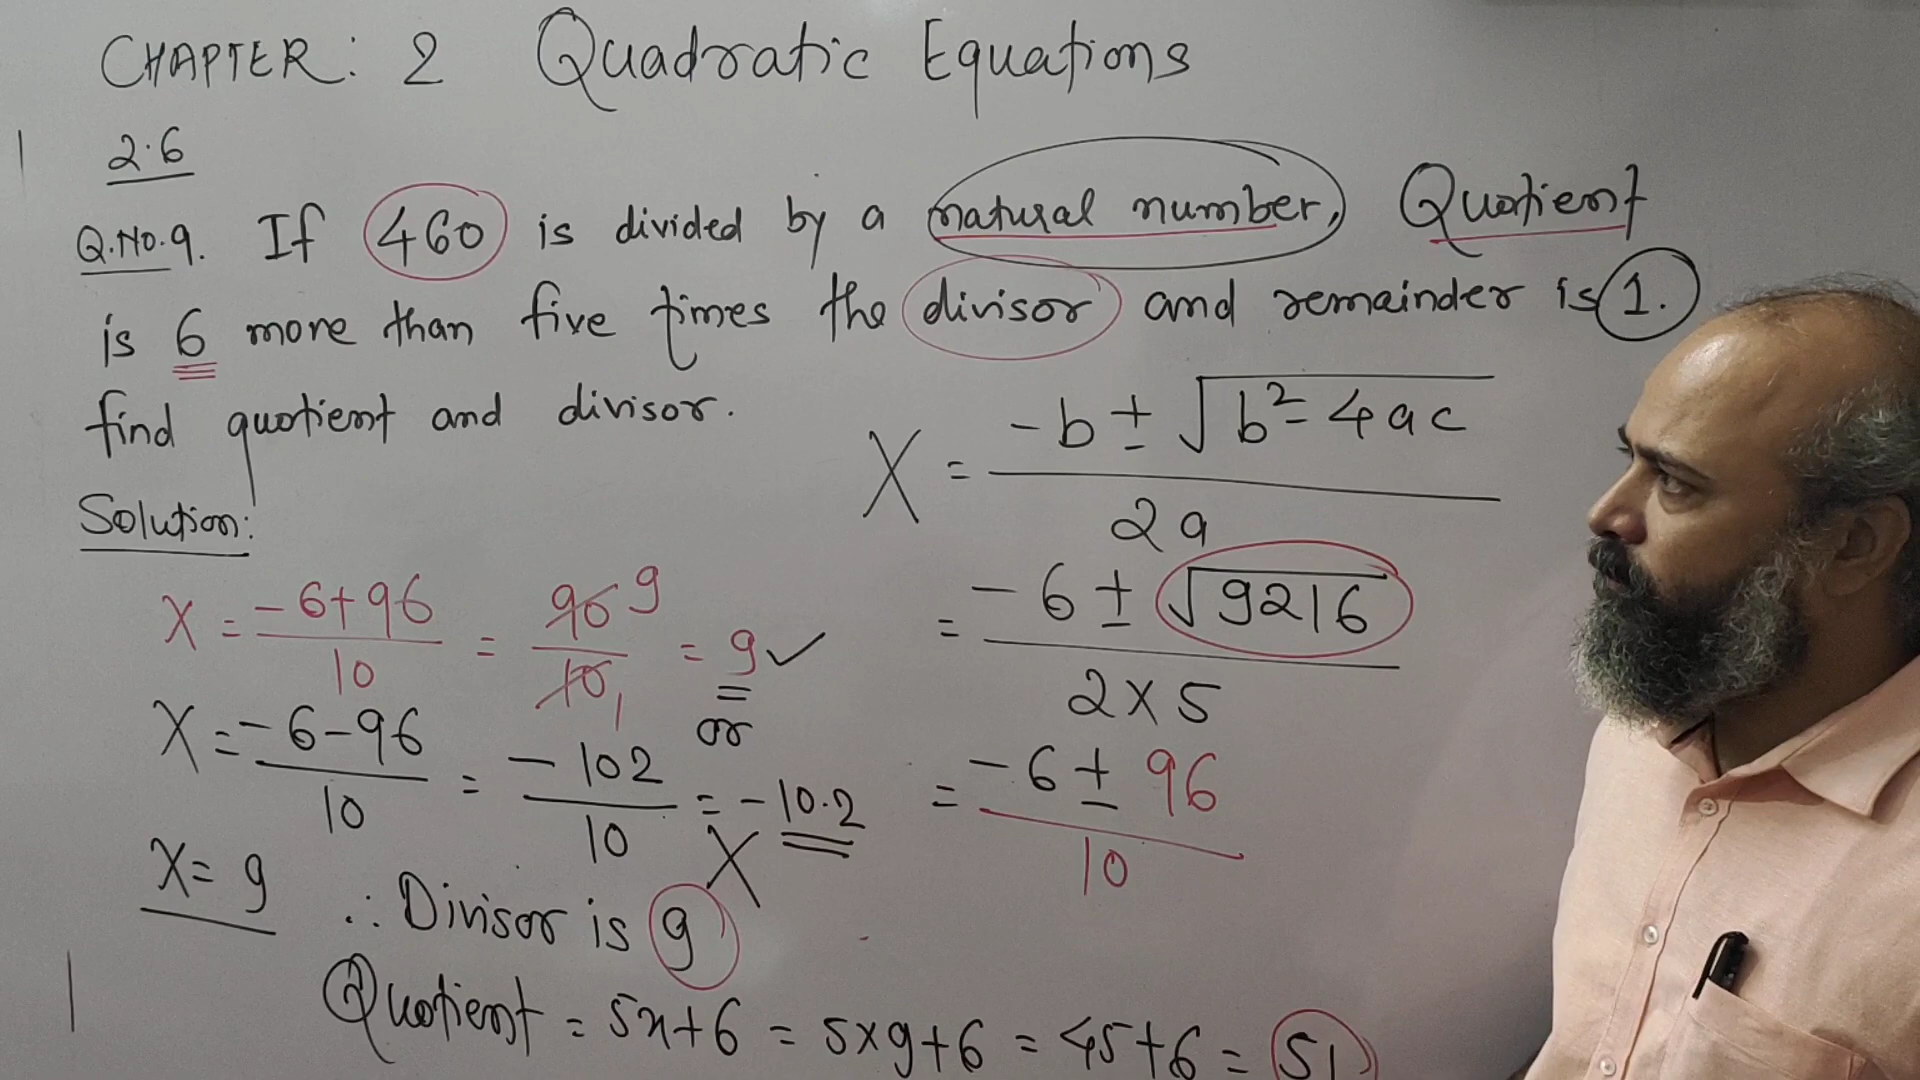 CHAPTER: 2 Quadratic Equations
2.6
Q.No.9. If 460 is divided by a natural number, Quotient
is 6 more than five times the divisor and remainder is 1.
find quotient and divisor.
Solution:
X = -b ± √b² - 4ac / 2a
= -6 ± √9216 / 2 × 5
= -6 ± 96 / 10
X = -6 + 96 / 10 = 90 9 / 10 1 = 9 ✓
or
X = -6 - 96 / 10 = -102 / 10 = -10.2 X
X = 9 ∴ Divisor is 9
Quotient = 5x + 6 = 5 × 9 + 6 = 45 + 6 = 51